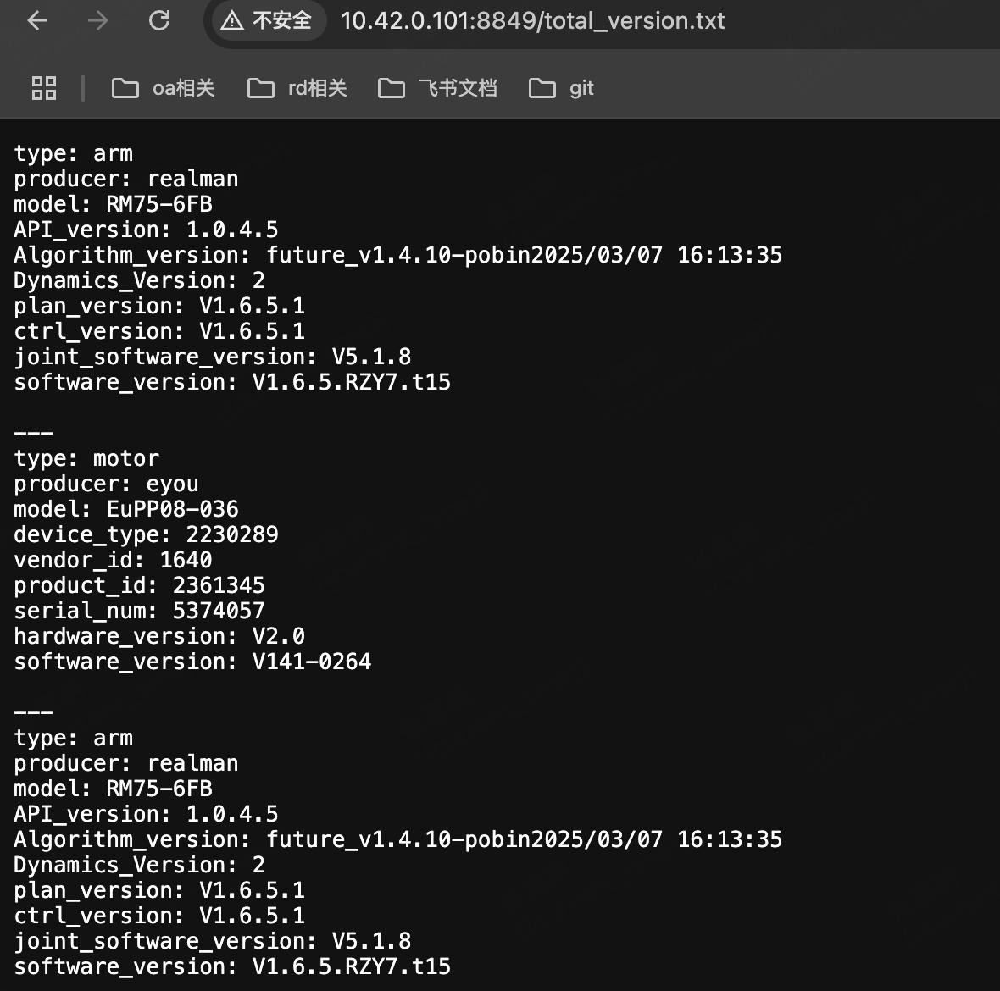 不安全 10.42.0.101:8849/total_version.txt
oa相关 rd相关 飞书文档 git
type: arm
producer: realman
model: RM75-6FB
API_version: 1.0.4.5
Algorithm_version: future_v1.4.10-pobin2025/03/07 16:13:35
Dynamics_Version: 2
plan_version: V1.6.5.1
ctrl_version: V1.6.5.1
joint_software_version: V5.1.8
software_version: V1.6.5.RZY7.t15
---
type: motor
producer: eyou
model: EuPP08-036
device_type: 2230289
vendor_id: 1640
product_id: 2361345
serial_num: 5374057
hardware_version: V2.0
software_version: V141-0264
---
type: arm
producer: realman
model: RM75-6FB
API_version: 1.0.4.5
Algorithm_version: future_v1.4.10-pobin2025/03/07 16:13:35
Dynamics_Version: 2
plan_version: V1.6.5.1
ctrl_version: V1.6.5.1
joint_software_version: V5.1.8
software_version: V1.6.5.RZY7.t15